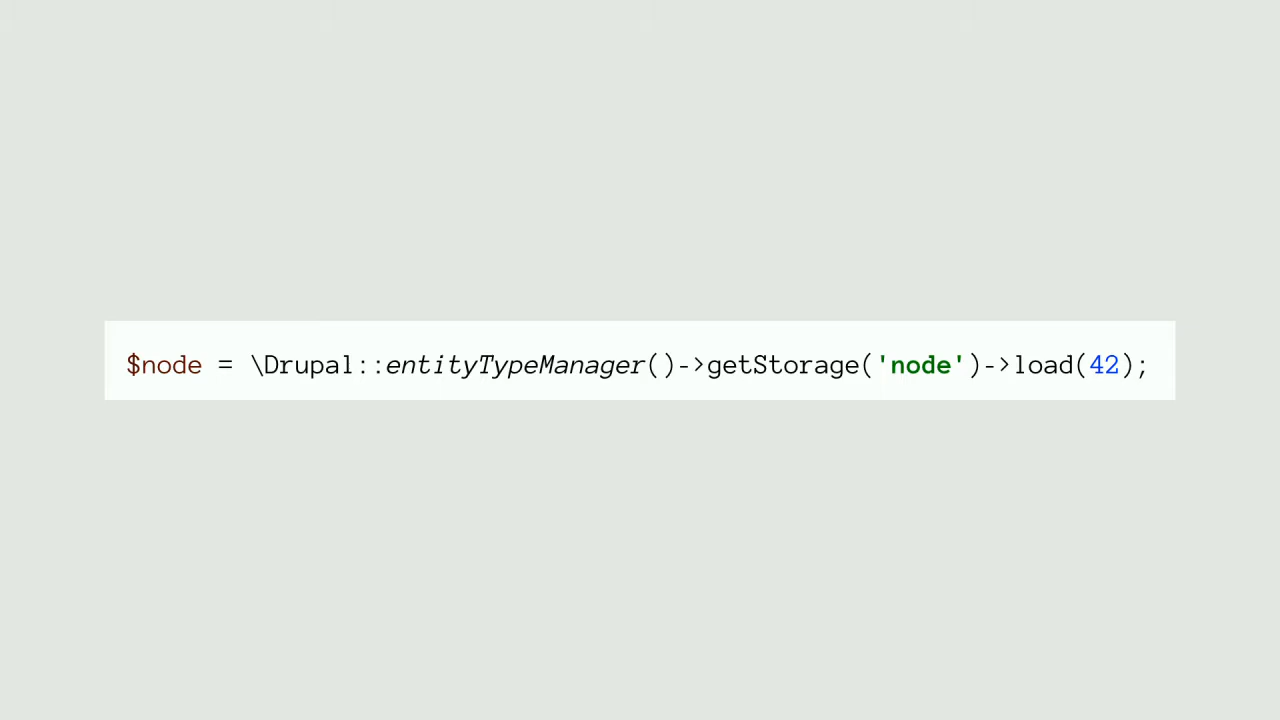 $node = \Drupal::entityTypeManager()->getStorage('node')->load(42);